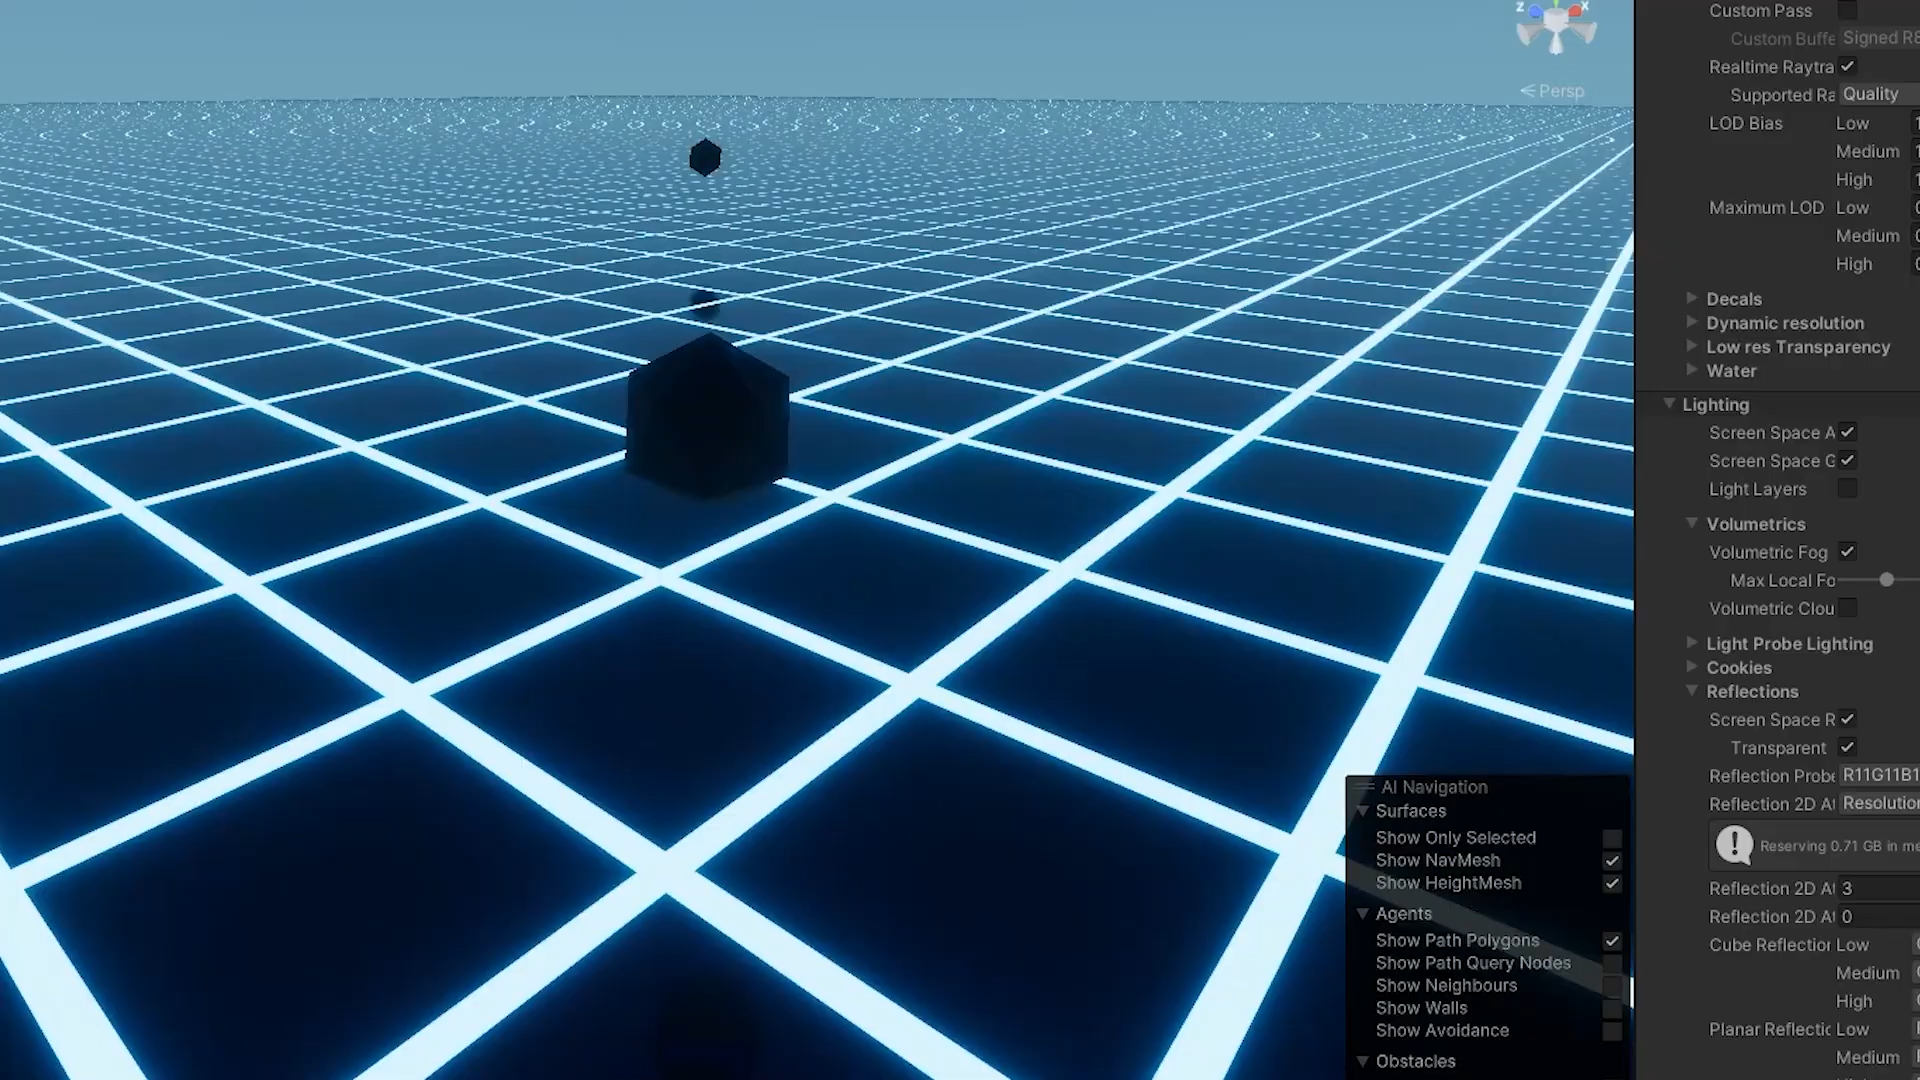 Z X
Persp
AI Navigation
Surfaces
Show Only Selected
Show NavMesh
Show HeightMesh
Agents
Show Path Polygons
Show Path Query Nodes
Show Neighbours
Show Walls
Show Avoidance
Obstacles
Custom Pass
Custom Buffe Signed R8
Realtime Raytra
Supported Ra Quality
LOD Bias Low 1
Medium 1
High 1
Maximum LOD Low
Medium
High
Decals
Dynamic resolution
Low res Transparency
Water
Lighting
Screen Space A
Screen Space G
Light Layers
Volumetrics
Volumetric Fog
Max Local Fo
Volumetric Clou
Light Probe Lighting
Cookies
Reflections
Screen Space R
Transparent
Reflection Probe R11G11B1
Reflection 2D At Resolution
Reserving 0.71 GB in me
Reflection 2D At 3
Reflection 2D At 0
Cube Reflection Low
Medium
High
Planar Reflectic Low
Medium